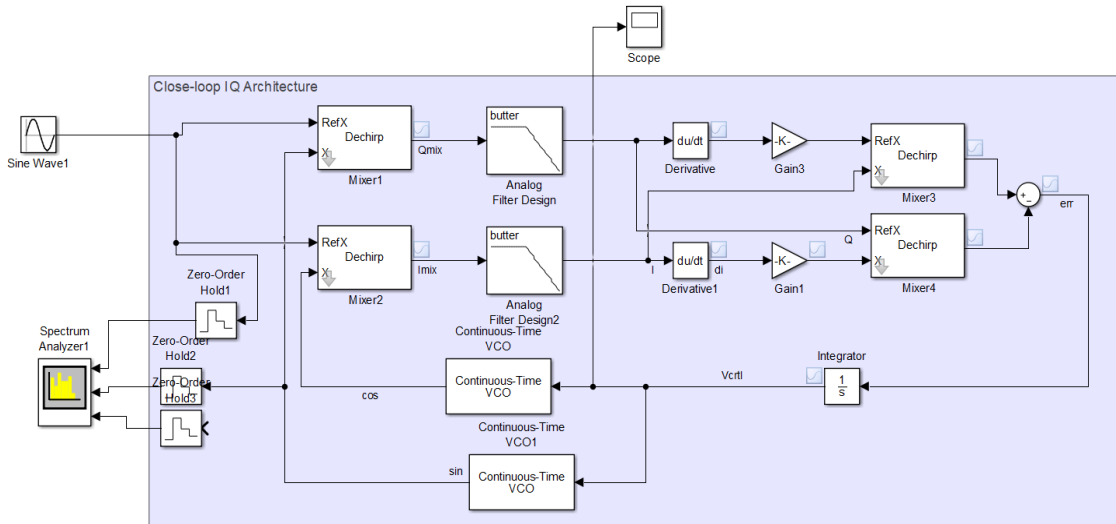 Scope
Close-loop IQ Architecture
Sine Wave1
RefX
Dechirp
X
Mixer1
Qmix
butter
Analog
Filter Design
du/dt
Derivative
-K-
Gain3
RefX
Dechirp
X
Mixer3
+
-
err
RefX
Dechirp
X
Mixer2
Imix
butter
Analog
Filter Design2
I
du/dt
Derivative1
di
-K-
Gain1
Q
RefX
Dechirp
X
Mixer4
Zero-Order
Hold1
Spectrum
Analyzer1
Zero-Order
Hold2
Zero-Order
Hold3
Continuous-Time
VCO
Continuous-Time
VCO
cos
Vcrtl
Integrator
1
s
Continuous-Time
VCO1
Continuous-Time
VCO
sin